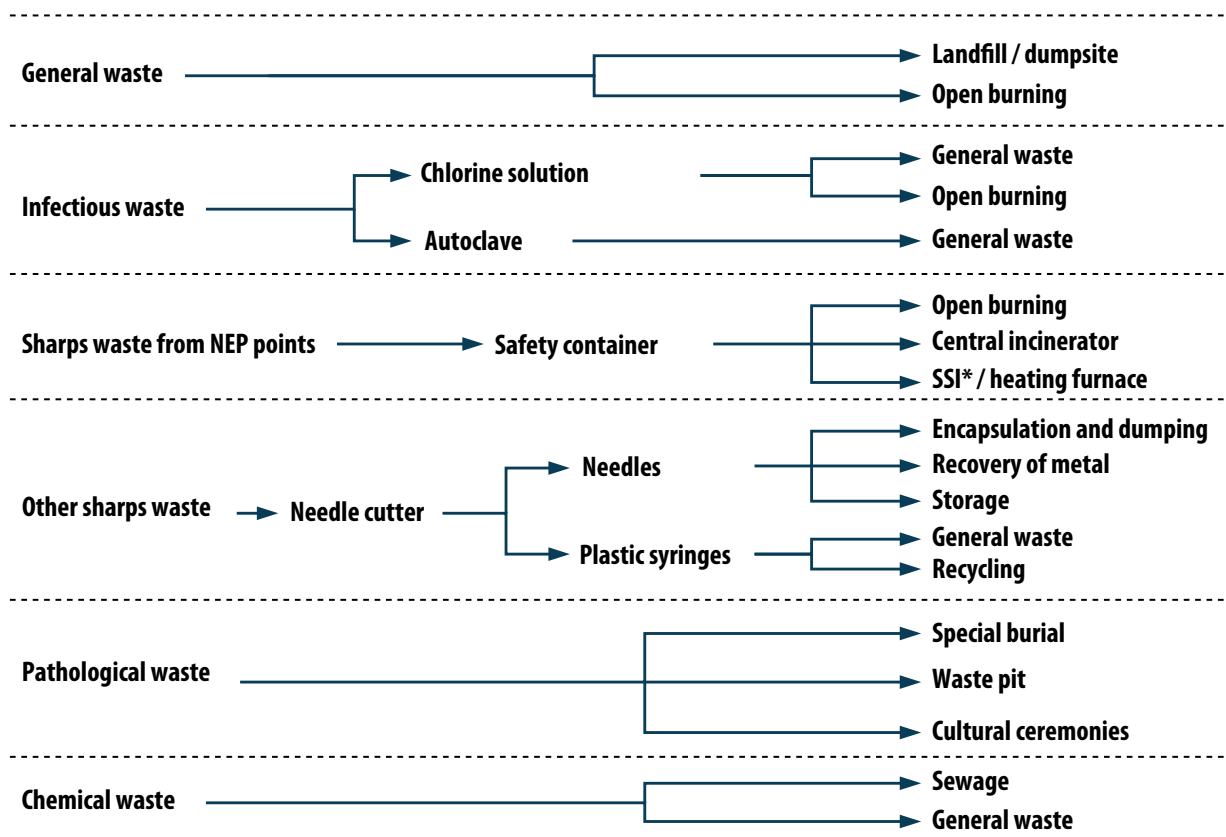 General waste
Landfill / dumpsite
Open burning
Infectious waste
Chlorine solution
Autoclave
General waste
Open burning
General waste
Sharps waste from NEP points
Safety container
Open burning
Central incinerator
SSI* / heating furnace
Other sharps waste
Needle cutter
Needles
Plastic syringes
Encapsulation and dumping
Recovery of metal
Storage
General waste
Recycling
Pathological waste
Special burial
Waste pit
Cultural ceremonies
Chemical waste
Sewage
General waste